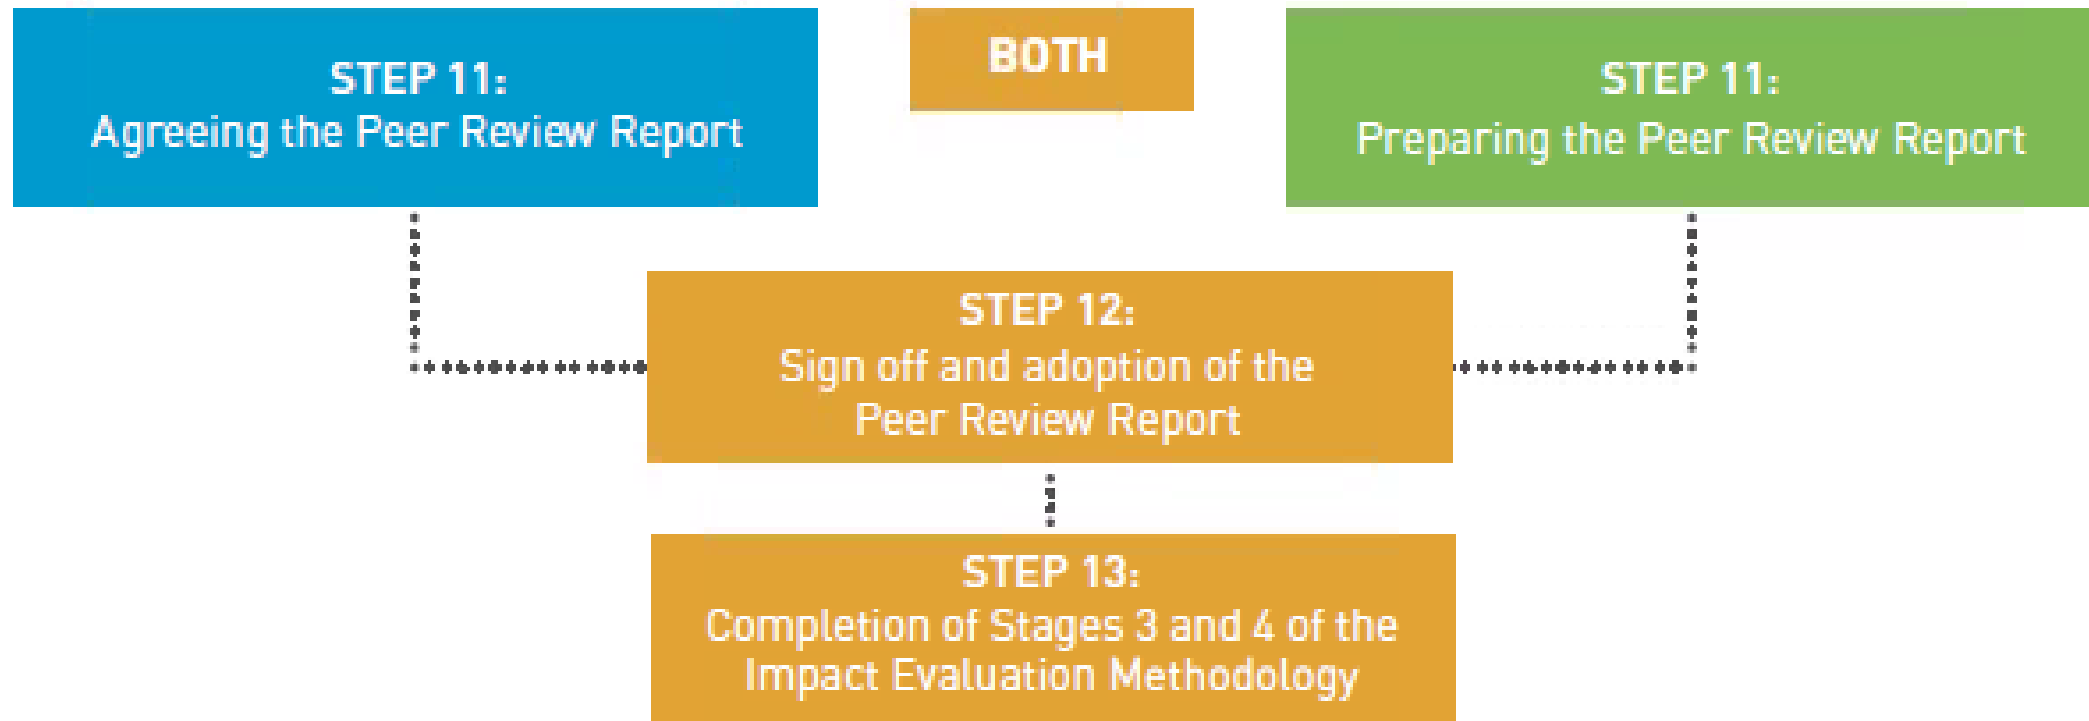 STEP 11:
Agreeing the Peer Review Report
BOTH
STEP 11:
Preparing the Peer Review Report
STEP 12:
Sign off and adoption of the
Peer Review Report
STEP 13:
Completion of Stages 3 and 4 of the
Impact Evaluation Methodology